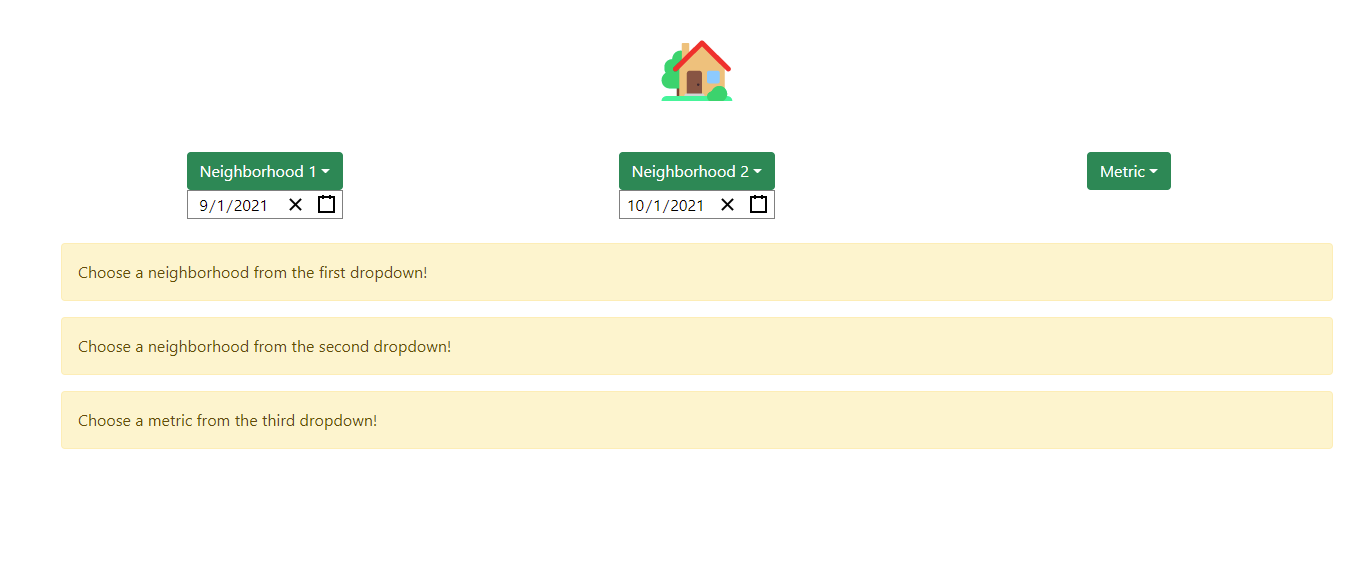 Neighborhood 1
Neighborhood 2
Metric
9/1/2021
10/1/2021
Choose a neighborhood from the first dropdown!
Choose a neighborhood from the second dropdown!
Choose a metric from the third dropdown!